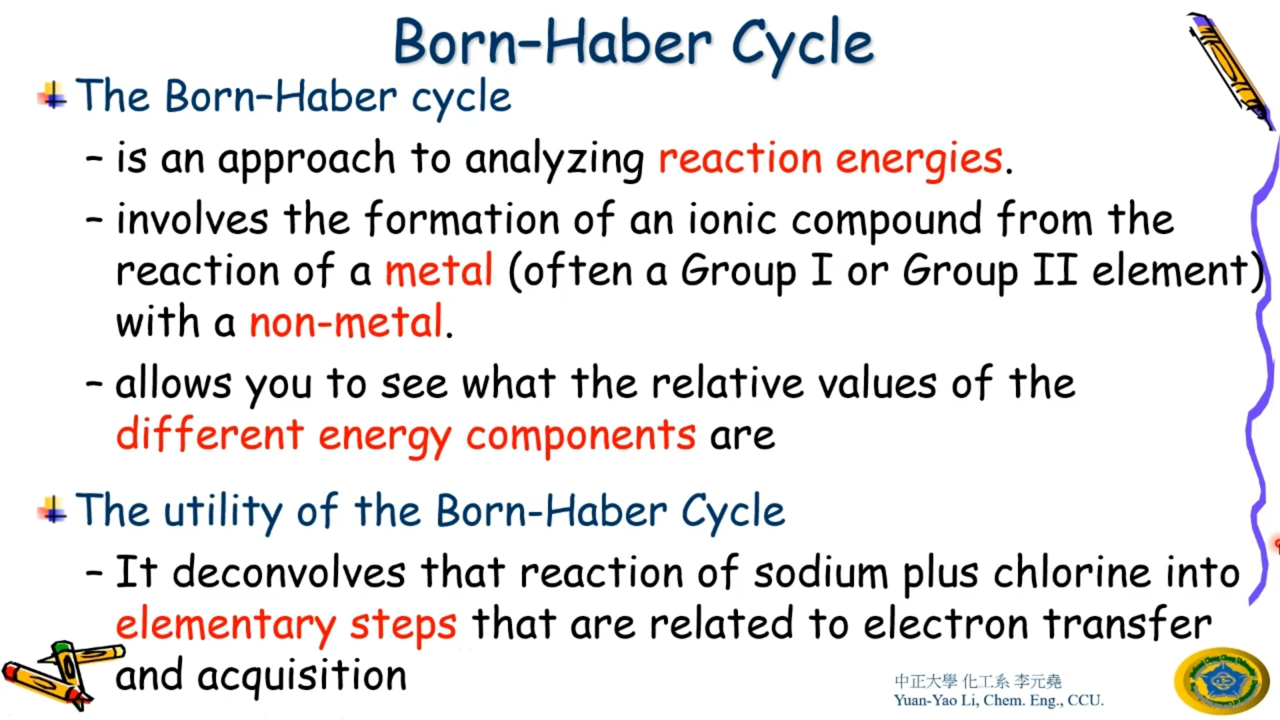 Born–Haber Cycle
The Born–Haber cycle
– is an approach to analyzing reaction energies.
– involves the formation of an ionic compound from the
reaction of a metal (often a Group I or Group II element)
with a non-metal.
– allows you to see what the relative values of the
different energy components are
The utility of the Born-Haber Cycle
– It deconvolves that reaction of sodium plus chlorine into
elementary steps that are related to electron transfer
and acquisition
中正大學 化工系 李元堯
Yuan-Yao Li, Chem. Eng., CCU.